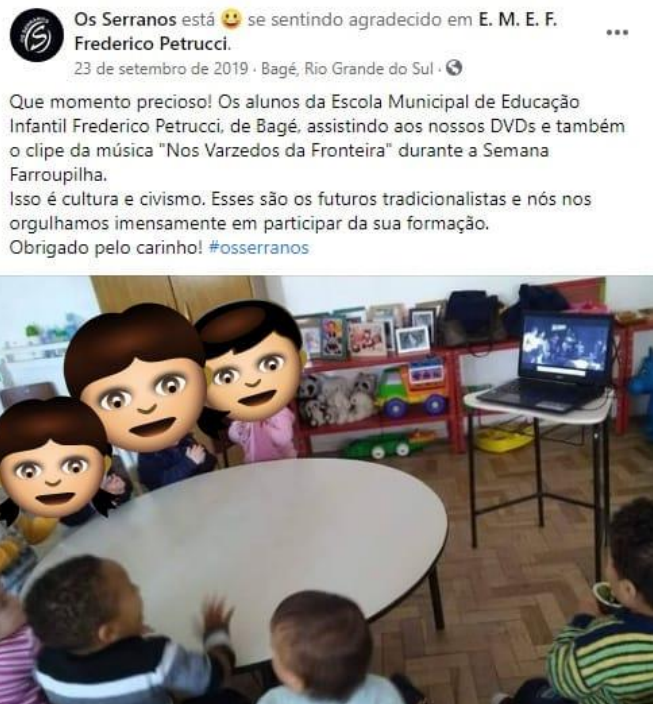 Os Serranos está 😃 se sentindo agradecido em E. M. E. F.
Frederico Petrucci.
23 de setembro de 2019 · Bagé, Rio Grande do Sul ·
Que momento precioso! Os alunos da Escola Municipal de Educação
Infantil Frederico Petrucci, de Bagé, assistindo aos nossos DVDs e também
o clipe da música "Nos Varzedos da Fronteira" durante a Semana
Farroupilha.
Isso é cultura e civismo. Esses são os futuros tradicionalistas e nós nos
orgulhamos imensamente em participar da sua formação.
Obrigado pelo carinho! #osserranos